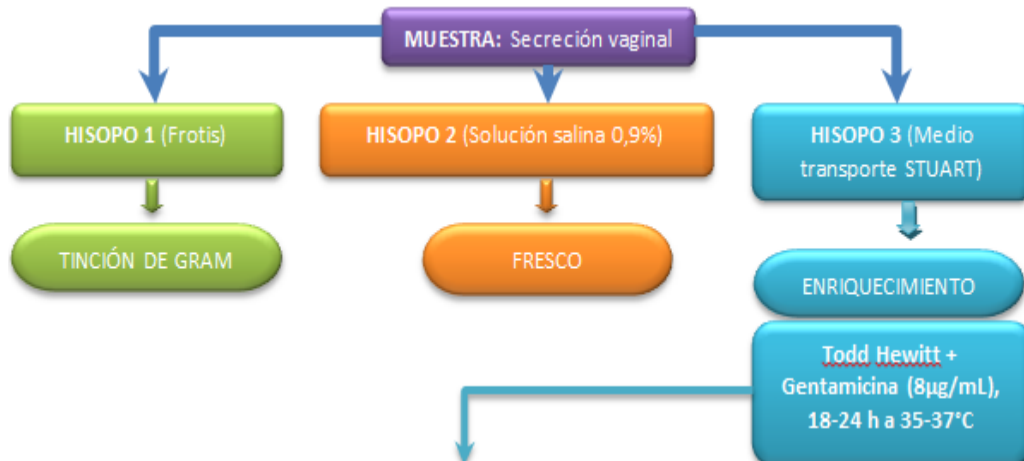 MUESTRA: Secreción vaginal
HISOPO 1 (Frotis)
TINCIÓN DE GRAM
HISOPO 2 (Solución salina 0,9%)
FRESCO
HISOPO 3 (Medio
transporte STUART)
ENRIQUECIMIENTO
Todd Hewitt +
Gentamicina (8µg/mL),
18-24 h a 35-37°C